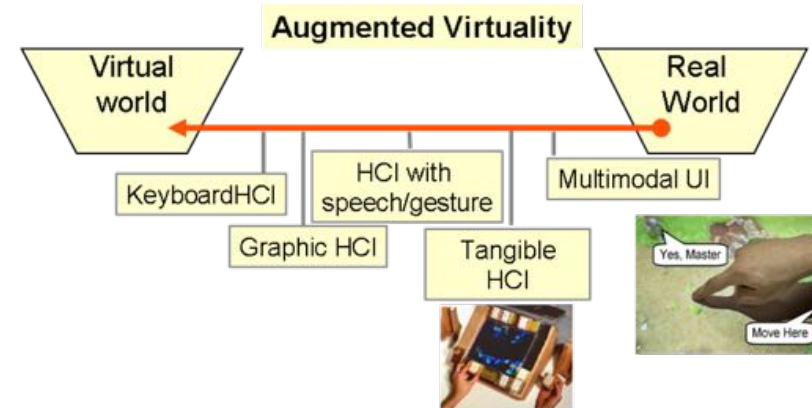 Augmented Virtuality
Virtual
world
Real
World
KeyboardHCI
HCI with
speech/gesture
Multimodal UI
Graphic HCI
Tangible
HCI
Yes, Master
Move Here